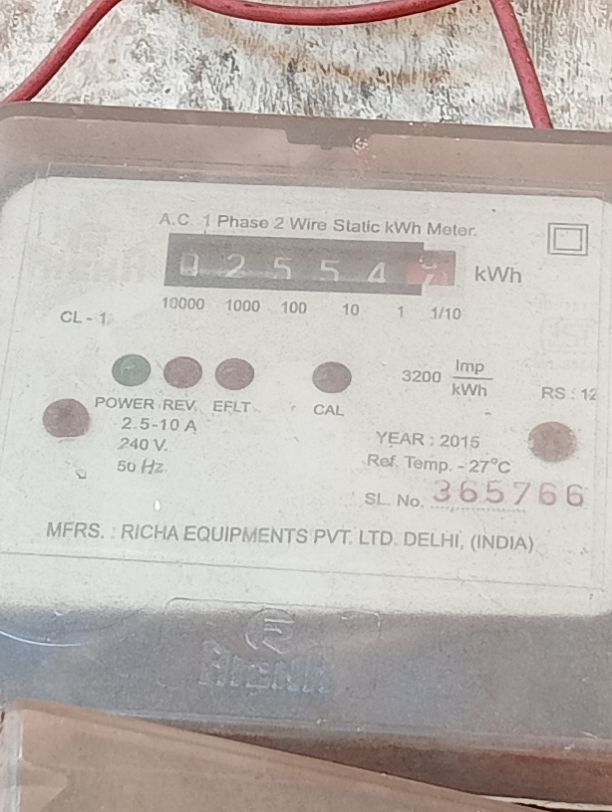 A.C. 1 Phase 2 Wire Static kWh Meter.
0 2 5 5 4 kWh
10000 1000 100 10 1 1/10
CL - 1
3200 Imp/kWh
RS : 12
POWER REV. EFLT. CAL
2.5-10 A
240 V.
50 Hz.
YEAR : 2015
Ref. Temp. - 27°C
SL. No. 365766
MFRS. : RICHA EQUIPMENTS PVT. LTD. DELHI, (INDIA)